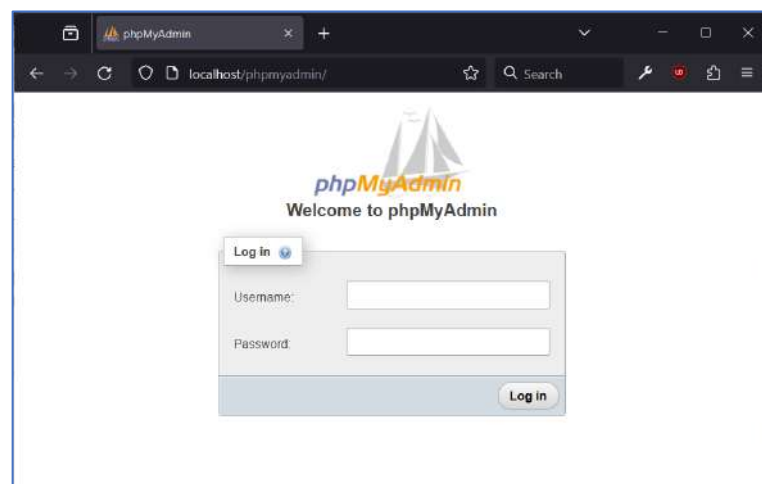 phpMyAdmin
localhost/phpmyadmin/
Search
phpMyAdmin
Welcome to phpMyAdmin
Log in
Username:
Password:
Log in